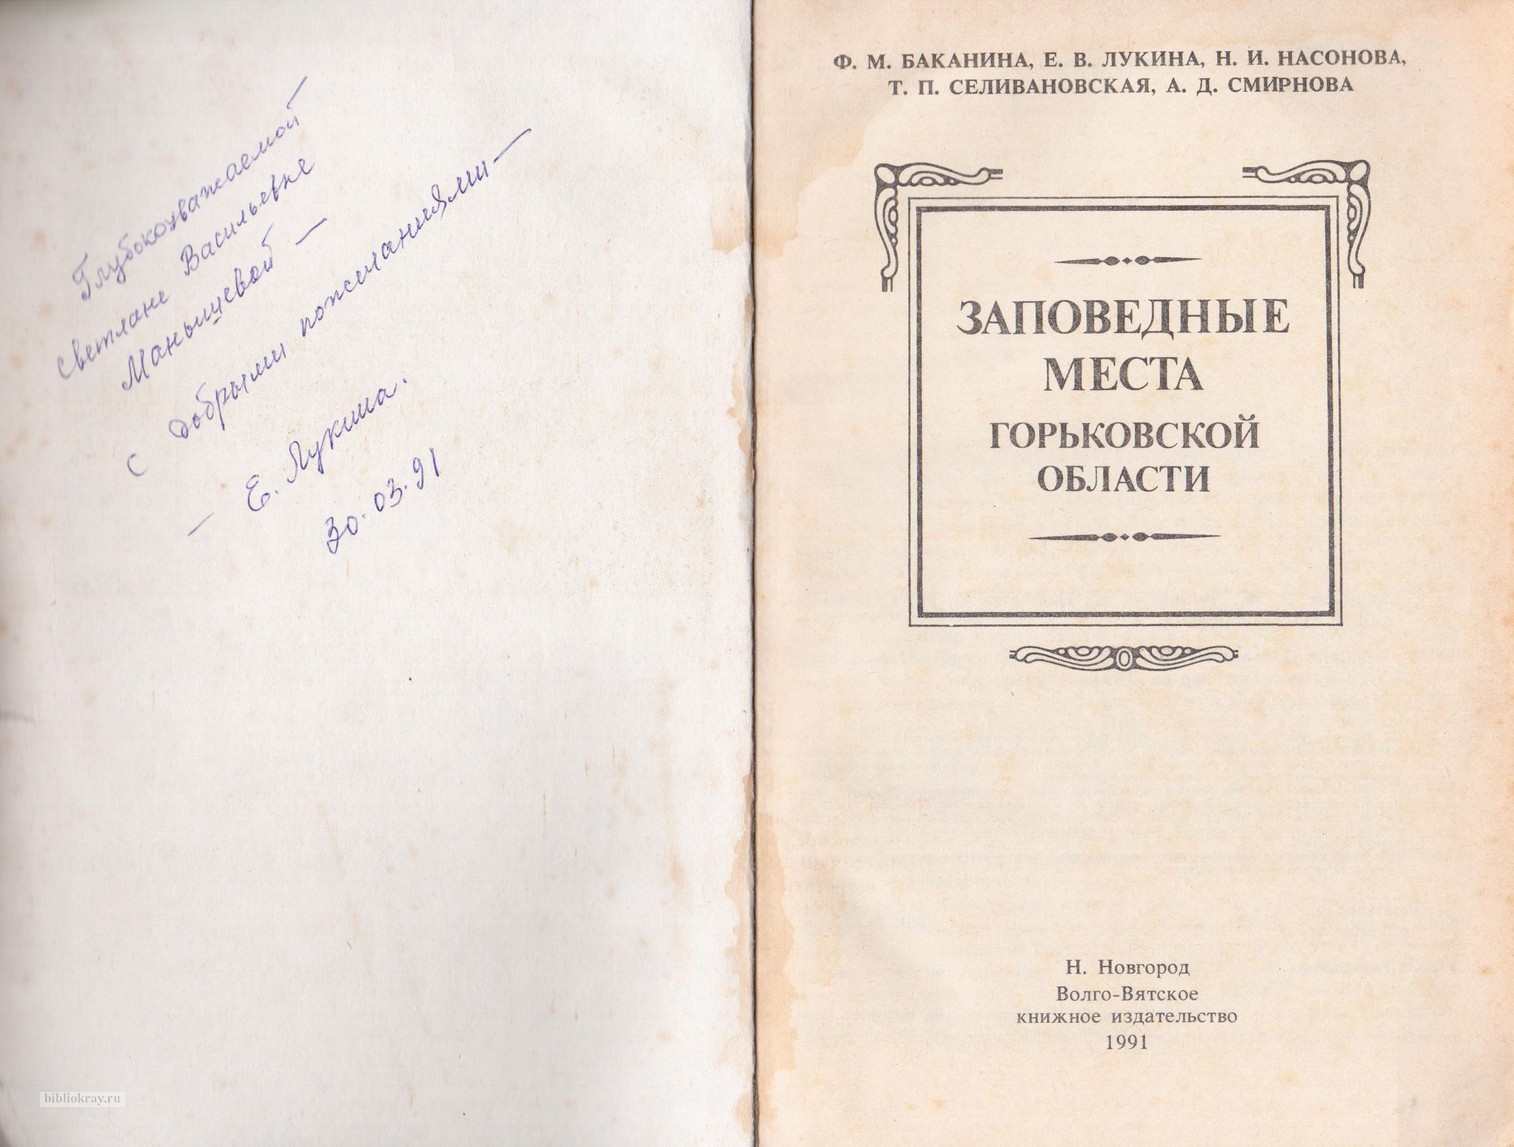 Глубокоуважаемой
Светлане Васильевне
Манышевой —
с добрыми пожеланиями —
— Е. Лукина.
30.03.91
bibliokray.ru
Ф. М. БАКАНИНА, Е. В. ЛУКИНА, Н. И. НАСОНОВА,
Т. П. СЕЛИВАНОВСКАЯ, А. Д. СМИРНОВА
ЗАПОВЕДНЫЕ
МЕСТА
ГОРЬКОВСКОЙ
ОБЛАСТИ
Н. Новгород
Волго-Вятское
книжное издательство
1991